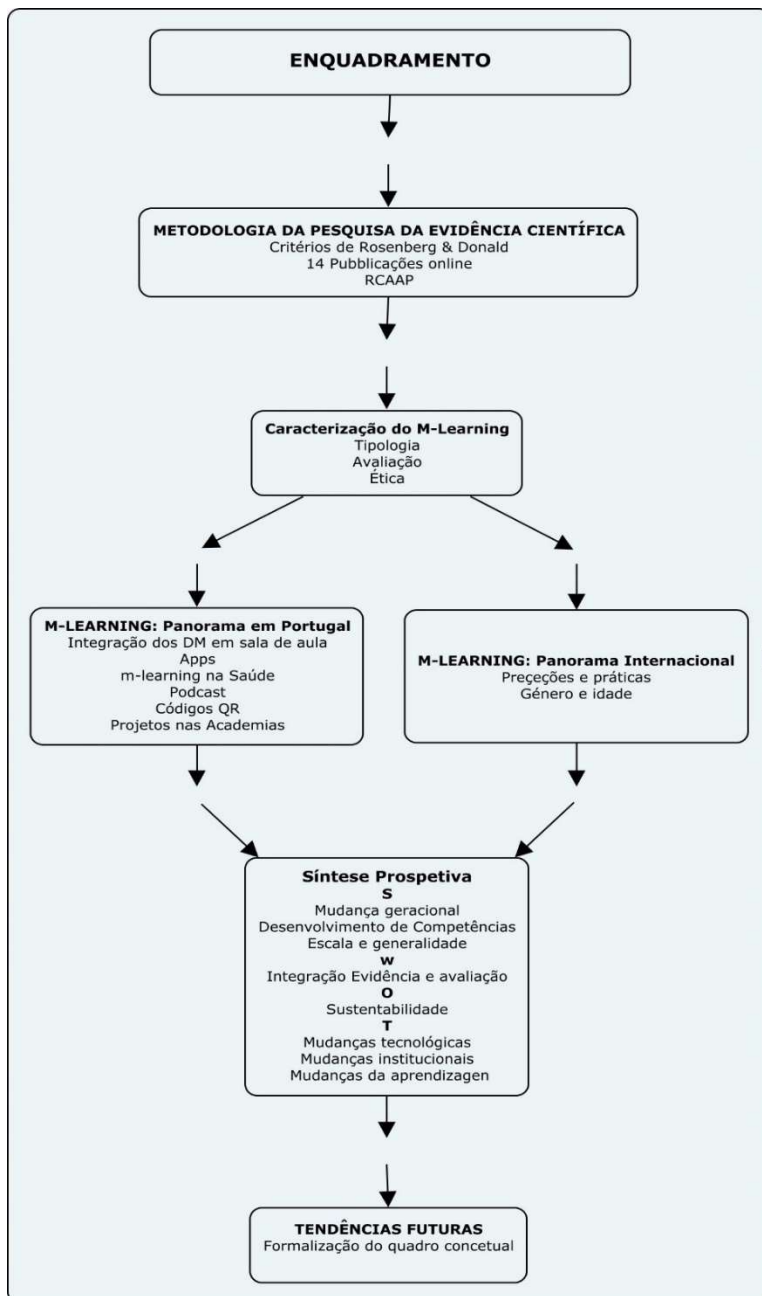 ENQUADRAMENTO
METODOLOGIA DA PESQUISA DA EVIDÊNCIA CIENTÍFICA
Critérios de Rosenberg & Donald
14 Pubblicações online
RCAAP
Caracterização do M-Learning
Tipologia
Avaliação
Ética
M-LEARNING: Panorama em Portugal
Integração dos DM em sala de aula
Apps
m-learning na Saúde
Podcast
Códigos QR
Projetos nas Academias
M-LEARNING: Panorama Internacional
Preçeções e práticas
Género e idade
Síntese Prospetiva
S
Mudança geracional
Desenvolvimento de Competências
Escala e generalidade
w
Integração Evidência e avaliação
O
Sustentabilidade
T
Mudanças tecnológicas
Mudanças institucionais
Mudanças da aprendizagen
TENDÊNCIAS FUTURAS
Formalização do quadro concetual